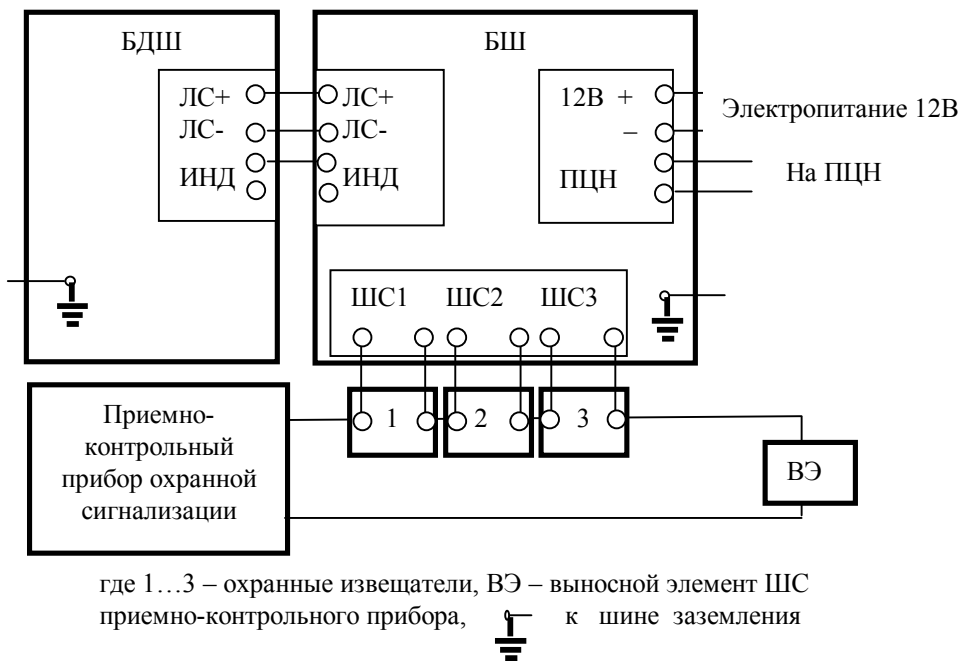 БДШ
БШ
ЛС+
ЛС-
ИНД
ЛС+
ЛС-
ИНД
12В +
–
ПЦН
Электропитание 12В
На ПЦН
ШС1 ШС2 ШС3
Приемно-
контрольный
прибор охранной
сигнализации
1 2 3
ВЭ
где 1…3 – охранные извещатели, ВЭ – выносной элемент ШС
приемно-контрольного прибора, к шине заземления